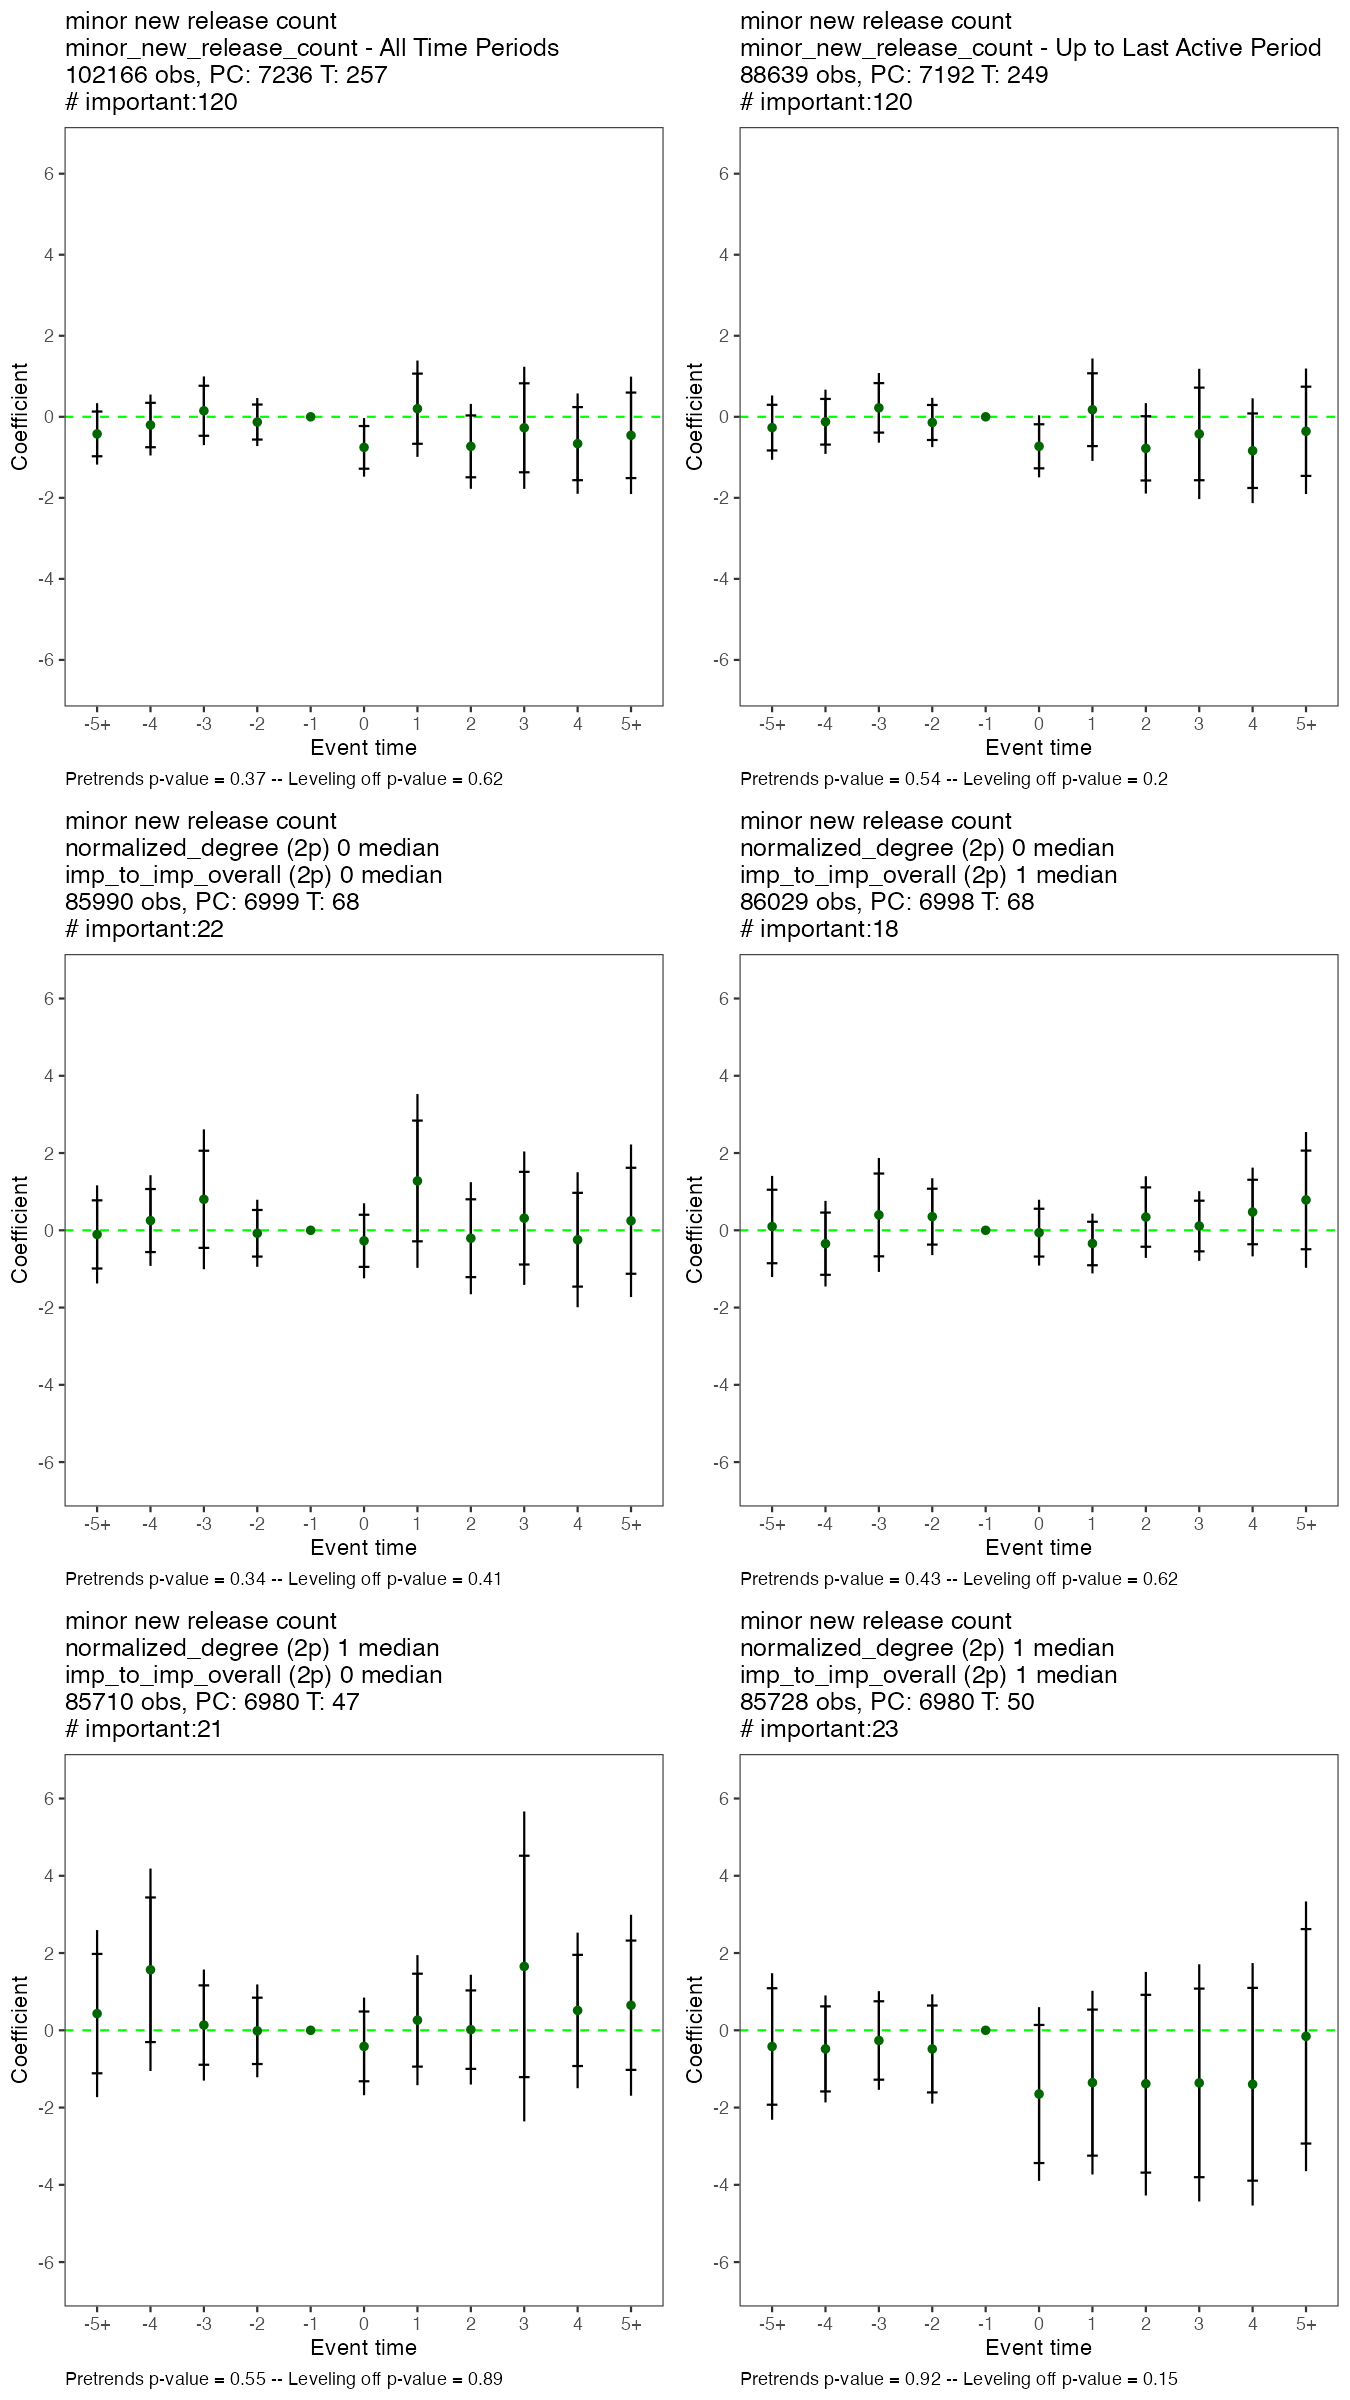 minor new release count
minor_new_release_count - All Time Periods
102166 obs, PC: 7236 T: 257
# important:120
6
4
2
0
-2
-4
-6
Coefficient
-5+ -4 -3 -2 -1 0 1 2 3 4 5+
Event time
Pretrends p-value = 0.37 -- Leveling off p-value = 0.62
minor new release count
minor_new_release_count - Up to Last Active Period
88639 obs, PC: 7192 T: 249
# important:120
6
4
2
0
-2
-4
-6
Coefficient
-5+ -4 -3 -2 -1 0 1 2 3 4 5+
Event time
Pretrends p-value = 0.54 -- Leveling off p-value = 0.2
minor new release count
normalized_degree (2p) 0 median
imp_to_imp_overall (2p) 0 median
85990 obs, PC: 6999 T: 68
# important:22
6
4
2
0
-2
-4
-6
Coefficient
-5+ -4 -3 -2 -1 0 1 2 3 4 5+
Event time
Pretrends p-value = 0.34 -- Leveling off p-value = 0.41
minor new release count
normalized_degree (2p) 0 median
imp_to_imp_overall (2p) 1 median
86029 obs, PC: 6998 T: 68
# important:18
6
4
2
0
-2
-4
-6
Coefficient
-5+ -4 -3 -2 -1 0 1 2 3 4 5+
Event time
Pretrends p-value = 0.43 -- Leveling off p-value = 0.62
minor new release count
normalized_degree (2p) 1 median
imp_to_imp_overall (2p) 0 median
85710 obs, PC: 6980 T: 47
# important:21
6
4
2
0
-2
-4
-6
Coefficient
-5+ -4 -3 -2 -1 0 1 2 3 4 5+
Event time
Pretrends p-value = 0.55 -- Leveling off p-value = 0.89
minor new release count
normalized_degree (2p) 1 median
imp_to_imp_overall (2p) 1 median
85728 obs, PC: 6980 T: 50
# important:23
6
4
2
0
-2
-4
-6
Coefficient
-5+ -4 -3 -2 -1 0 1 2 3 4 5+
Event time
Pretrends p-value = 0.92 -- Leveling off p-value = 0.15